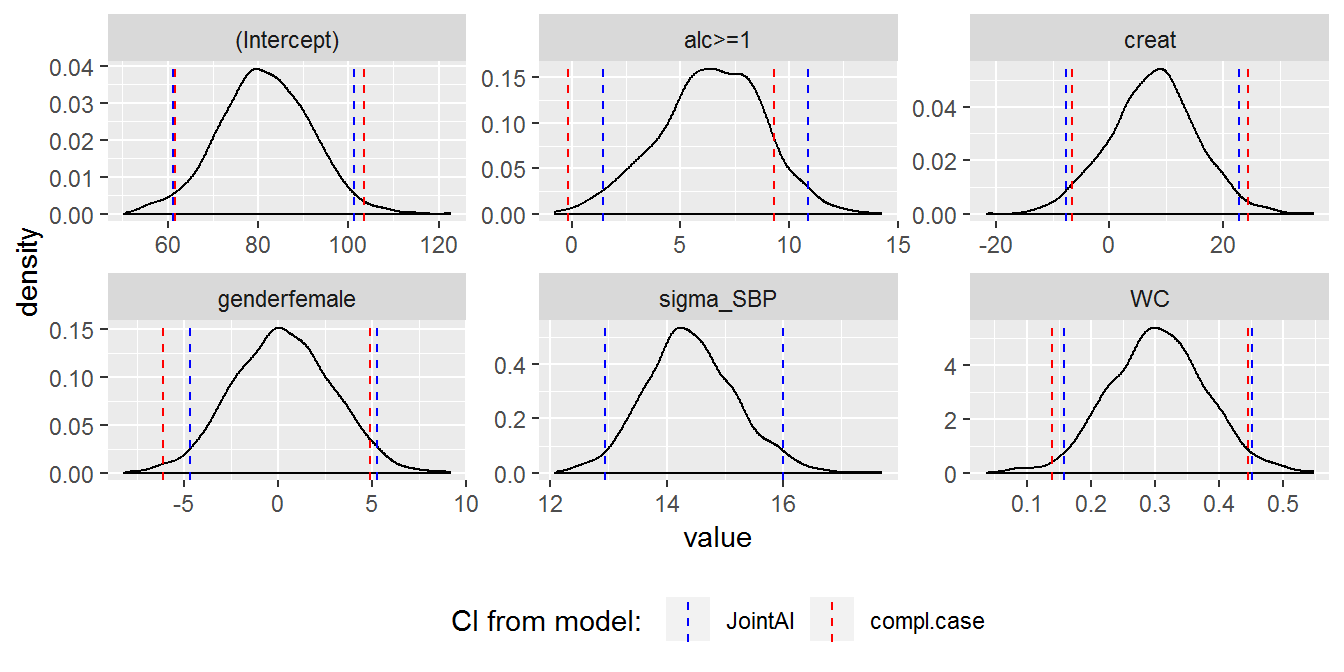 (Intercept) alc>=1 creat
0.04 0.03 0.02 0.01 0.00
60 80 100 120
0.15 0.10 0.05 0.00
0 5 10 15
0.04 0.02 0.00
-20 0 20
density
genderfemale sigma_SBP WC
0.15 0.10 0.05 0.00
-5 0 5 10
0.4 0.2 0.0
12 14 16
4 2 0
0.1 0.2 0.3 0.4 0.5
value
CI from model: JointAI compl.case